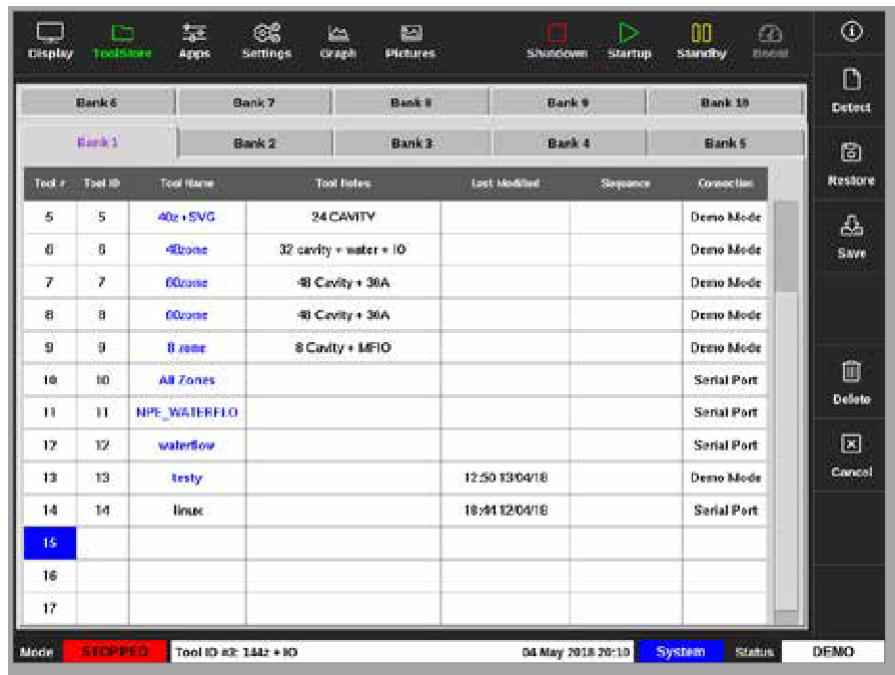 Display ToolStore Apps Settings Graph Pictures Shutdown Startup Standby Boost
Detect
Restore
Save
Delete
Cancel
Bank 6 Bank 7 Bank 8 Bank 9 Bank 10
Bank 1 Bank 2 Bank 3 Bank 4 Bank 5
Tool # Tool ID Tool Name Tool Notes Last Modified Sequence Connection
5 5 40z+SVG 24 CAVITY Demo Mode
6 6 40zone 32 cavity + water + IO Demo Mode
7 7 60zone 48 Cavity + 30A Demo Mode
8 8 60zone 48 Cavity + 30A Demo Mode
9 9 8 zone 8 Cavity + MFIO Demo Mode
10 10 All Zones Serial Port
11 11 NPE_WATERFLO Serial Port
12 12 waterflow Serial Port
13 13 testy 12:50 13/04/18 Demo Mode
14 14 linux 18:44 12/04/18 Serial Port
15
16
17
Mode STOPPED Tool ID #3: 144z + IO 04 May 2018 20:10 System Status DEMO